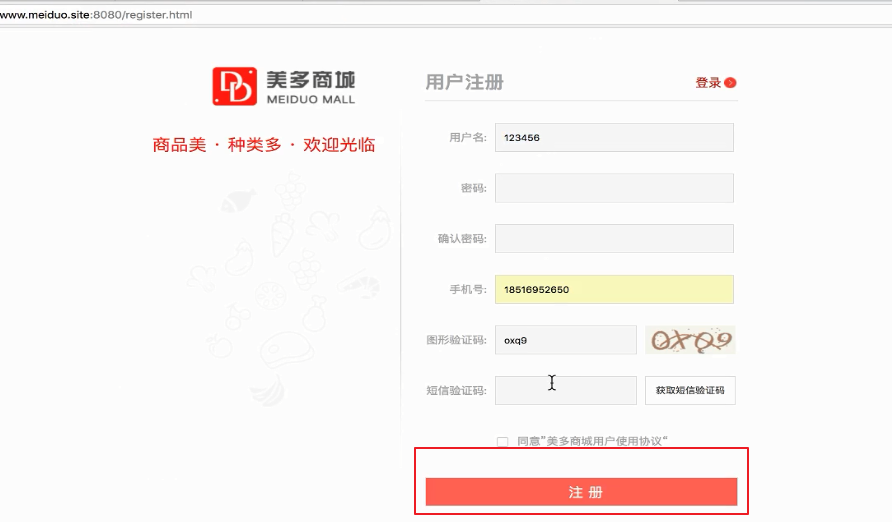 www.meiduo.site:8080/register.html
美多商城
MEIDUO MALL
商品美 · 种类多 · 欢迎光临
用户注册
登录
用户名: 123456
密码:
确认密码:
手机号: 18516952650
图形验证码: oxq9 OXQ9
短信验证码: 获取短信验证码
同意"美多商城用户使用协议“
注 册